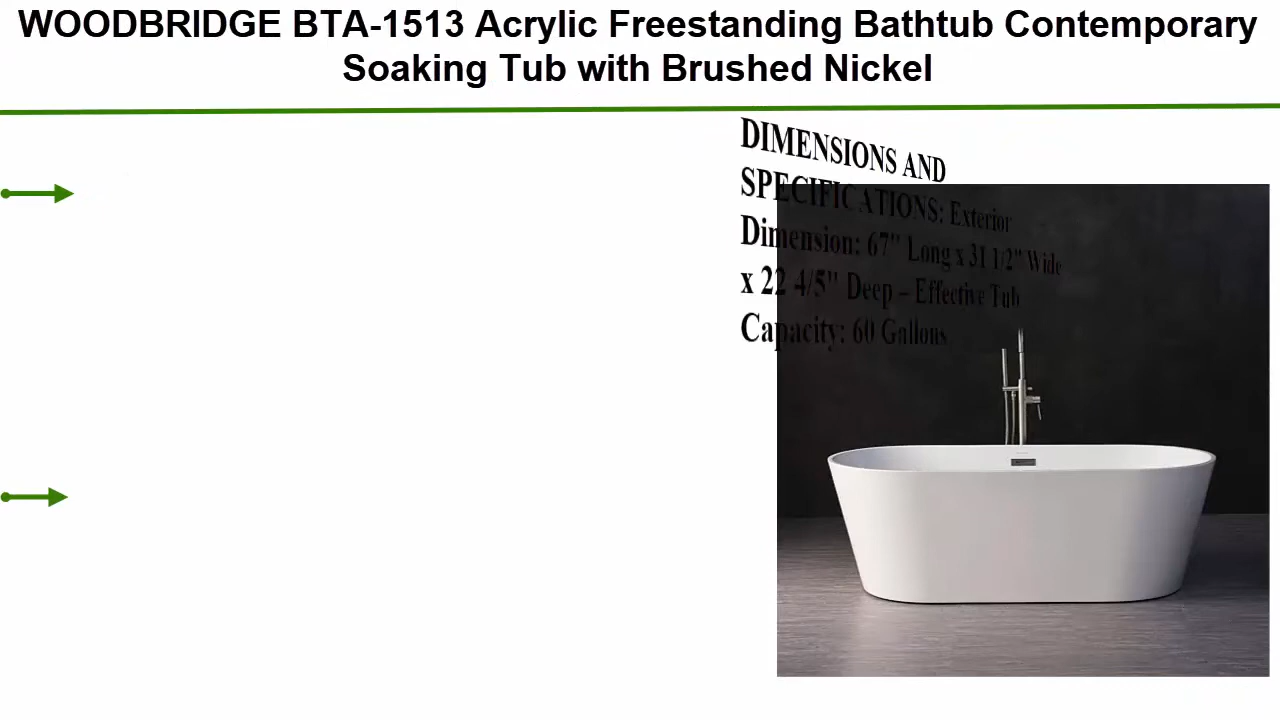 WOODBRIDGE BTA-1513 Acrylic Freestanding Bathtub Contemporary
Soaking Tub with Brushed Nickel
DIMENSIONS AND
SPECIFICATIONS: Exterior
Dimension: 67" Long x 31 1/2" Wide
x 22 4/5" Deep – Effective Tub
Capacity: 60 Gallons